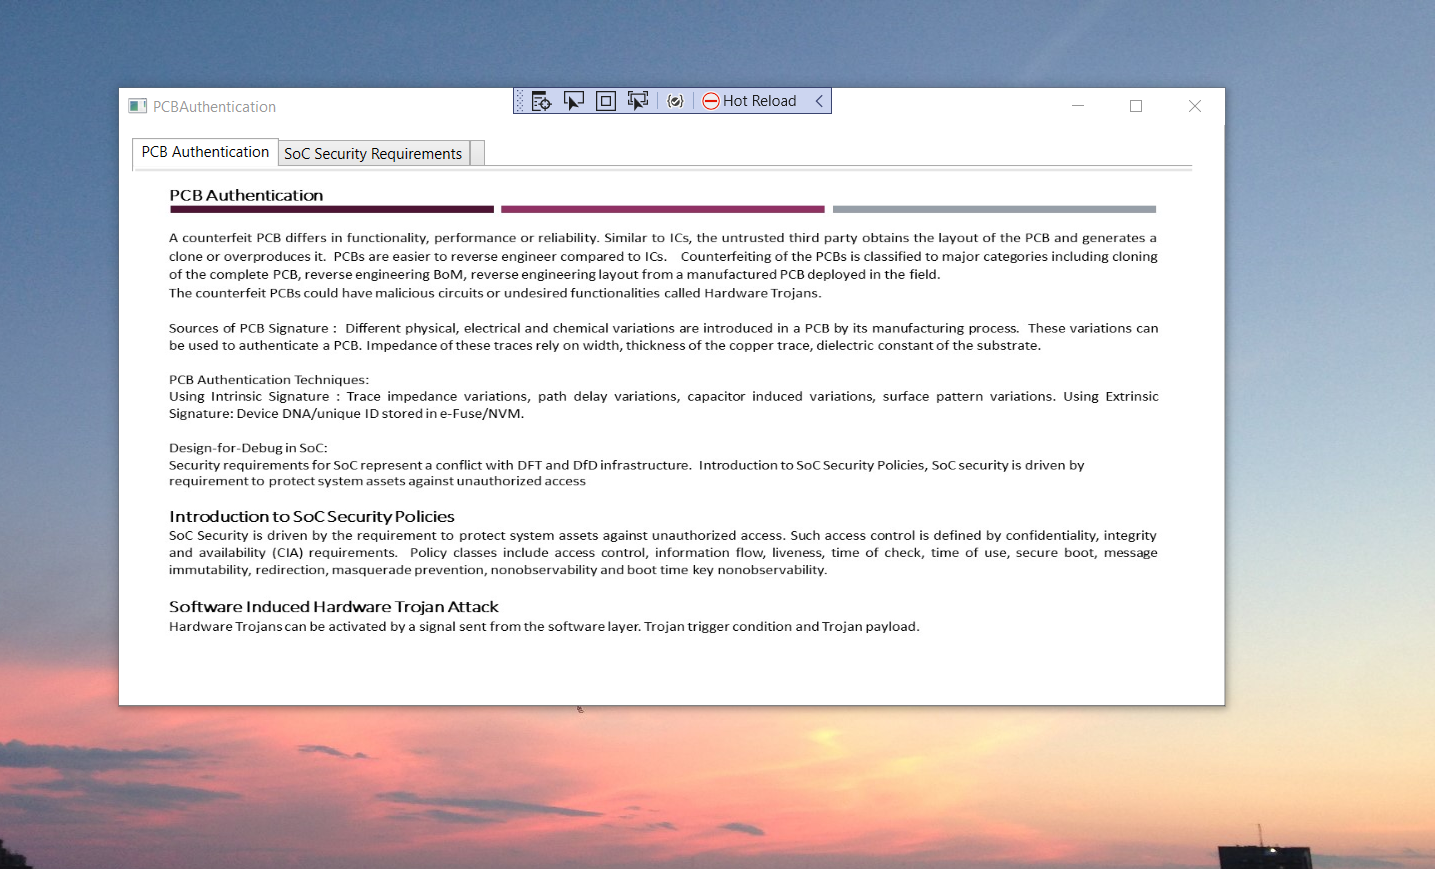 PCBAuthentication
Hot Reload
PCB Authentication
SoC Security Requirements
PCB Authentication
A counterfeit PCB differs in functionality, performance or reliability. Similar to ICs, the untrusted third party obtains the layout of the PCB and generates a
clone or overproduces it. PCBs are easier to reverse engineer compared to ICs. Counterfeiting of the PCBs is classified to major categories including cloning
of the complete PCB, reverse engineering BoM, reverse engineering layout from a manufactured PCB deployed in the field.
The counterfeit PCBs could have malicious circuits or undesired functionalities called Hardware Trojans.
Sources of PCB Signature : Different physical, electrical and chemical variations are introduced in a PCB by its manufacturing process. These variations can
be used to authenticate a PCB. Impedance of these traces rely on width, thickness of the copper trace, dielectric constant of the substrate.
PCB Authentication Techniques:
Using Intrinsic Signature : Trace impedance variations, path delay variations, capacitor induced variations, surface pattern variations. Using Extrinsic
Signature: Device DNA/unique ID stored in e-Fuse/NVM.
Design-for-Debug in SoC:
Security requirements for SoC represent a conflict with DFT and DfD infrastructure. Introduction to SoC Security Policies, SoC security is driven by
requirement to protect system assets against unauthorized access
Introduction to SoC Security Policies
SoC Security is driven by the requirement to protect system assets against unauthorized access. Such access control is defined by confidentiality, integrity
and availability (CIA) requirements. Policy classes include access control, information flow, liveness, time of check, time of use, secure boot, message
immutability, redirection, masquerade prevention, nonobservability and boot time key nonobservability.
Software Induced Hardware Trojan Attack
Hardware Trojans can be activated by a signal sent from the software layer. Trojan trigger condition and Trojan payload.